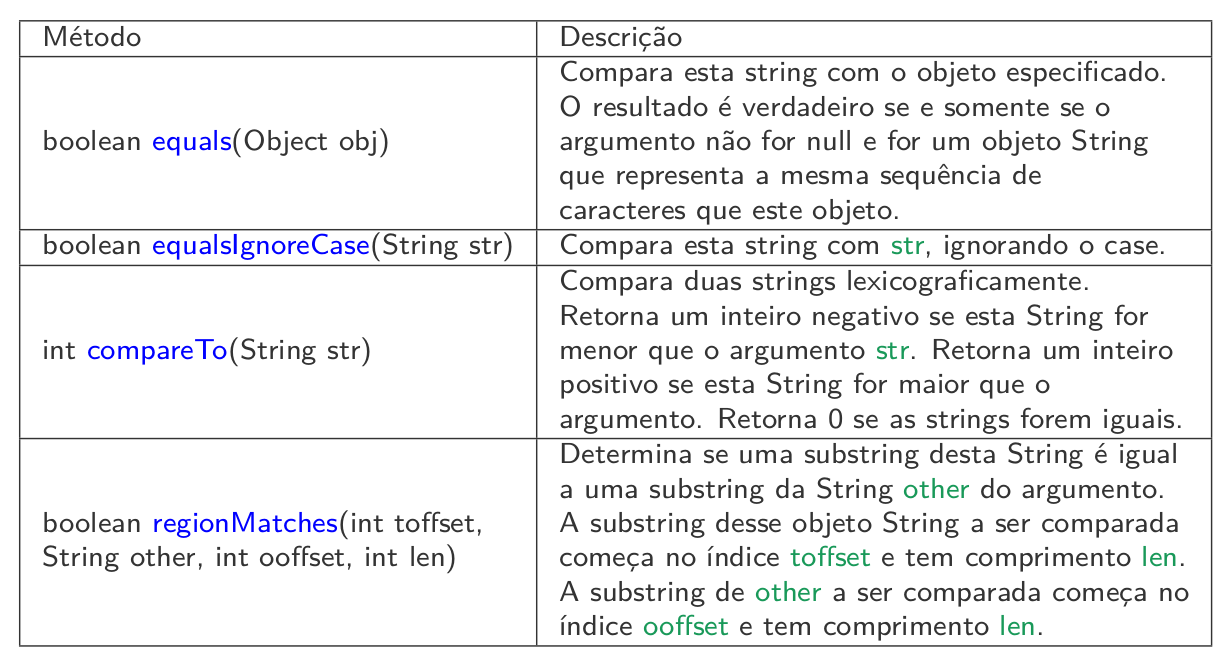 Método
Descrição
boolean equals(Object obj)
Compara esta string com o objeto especificado.
O resultado é verdadeiro se e somente se o
argumento não for null e for um objeto String
que representa a mesma sequência de
caracteres que este objeto.
boolean equalsIgnoreCase(String str)
Compara esta string com str, ignorando o case.
int compareTo(String str)
Compara duas strings lexicograficamente.
Retorna um inteiro negativo se esta String for
menor que o argumento str. Retorna um inteiro
positivo se esta String for maior que o
argumento. Retorna 0 se as strings forem iguais.
boolean regionMatches(int toffset,
String other, int ooffset, int len)
Determina se uma substring desta String é igual
a uma substring da String other do argumento.
A substring desse objeto String a ser comparada
começa no índice toffset e tem comprimento len.
A substring de other a ser comparada começa no
índice ooffset e tem comprimento len.